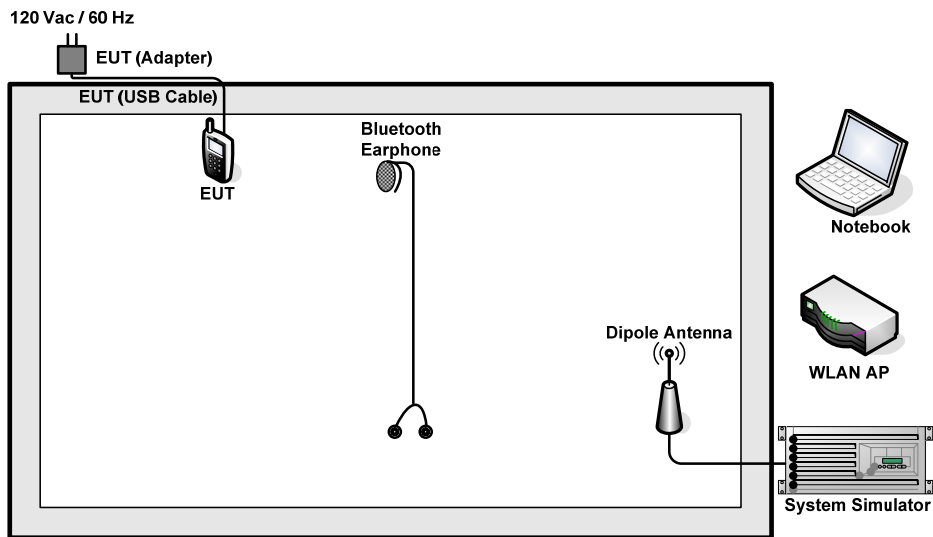 120 Vac / 60 Hz
EUT (Adapter)
EUT (USB Cable)
EUT
Bluetooth
Earphone
Notebook
Dipole Antenna
WLAN AP
System Simulator